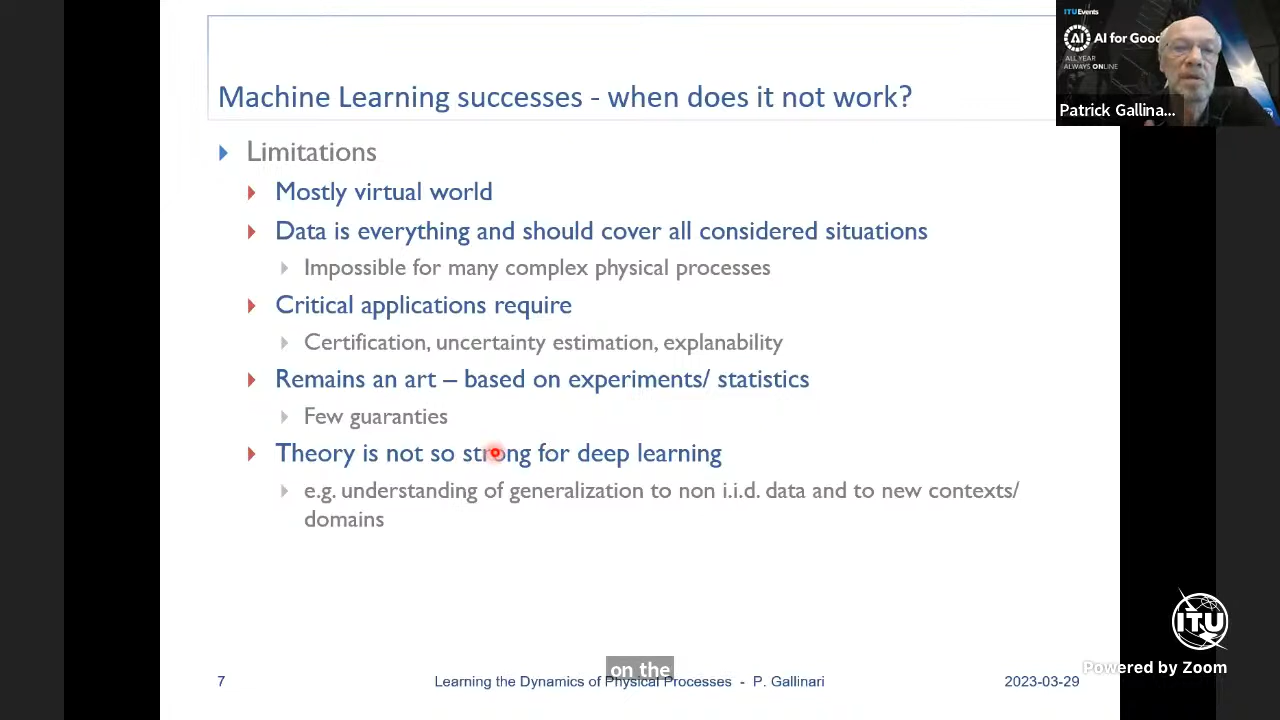 Machine Learning successes - when does it not work?
Limitations
Mostly virtual world
Data is everything and should cover all considered situations
Impossible for many complex physical processes
Critical applications require
Certification, uncertainty estimation, explanability
Remains an art – based on experiments/ statistics
Few guaranties
Theory is not so strong for deep learning
e.g. understanding of generalization to non i.i.d. data and to new contexts/
domains
on the
7
Learning the Dynamics of Physical Processes - P. Gallinari
2023-03-29
ITUEvents
AI
AI for Good
ALL YEAR
ALWAYS ONLINE
Patrick Gallina...
ITU
Powered by Zoom